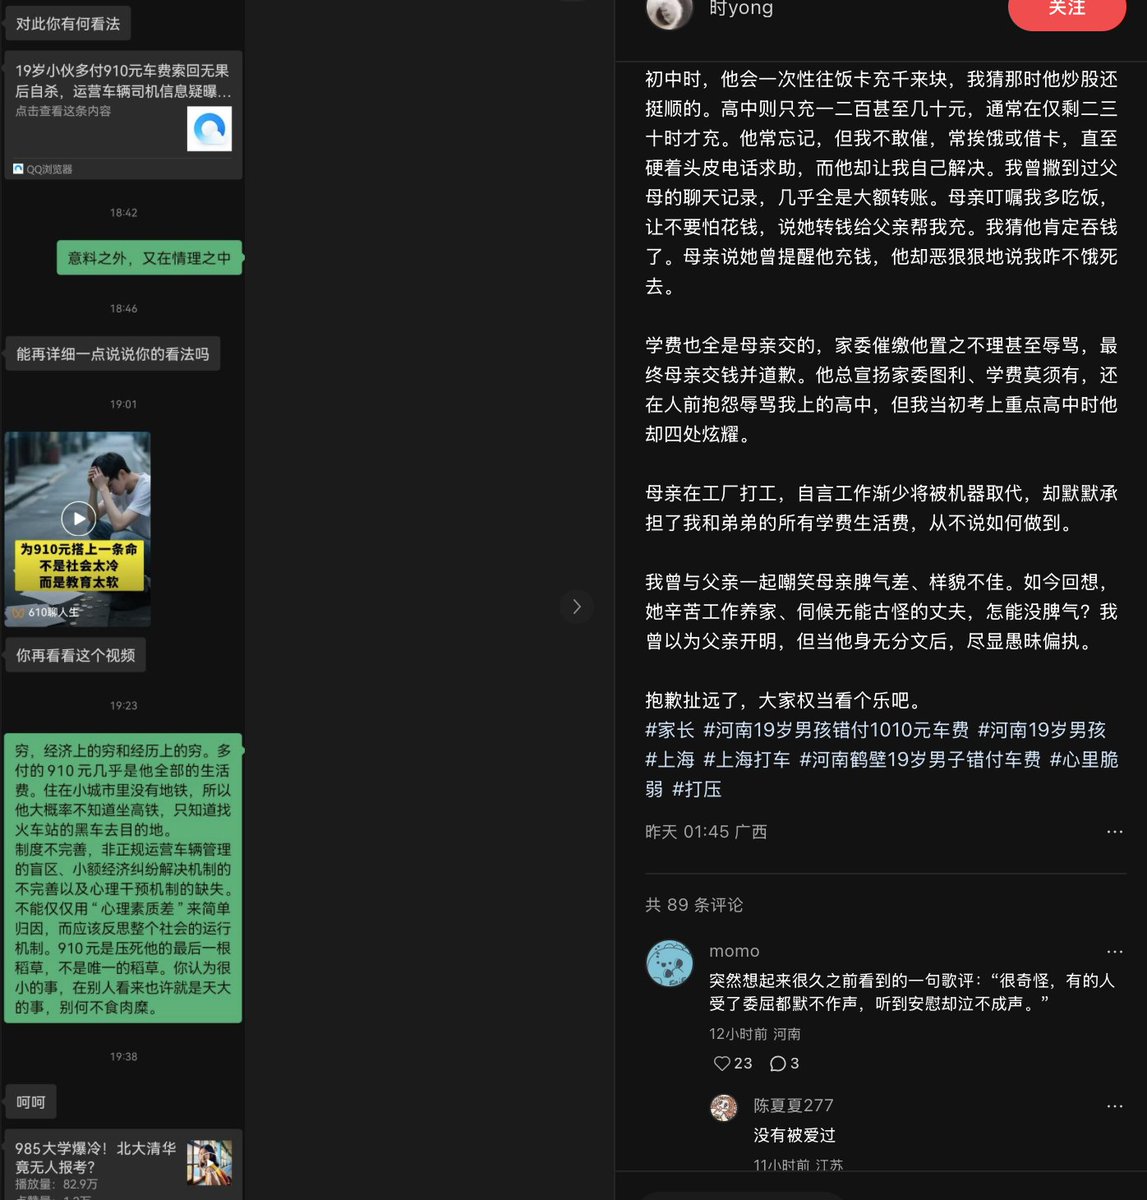 对此你有何看法
19岁小伙多付910元车费索回无果
后自杀，运营车辆司机信息疑曝…
点击查看这条内容
QQ浏览器
18:42
意料之外，又在情理之中
18:46
能再详细一点说说你的看法吗
19:01
为910元搭上一条命
不是社会太冷
而是教育太软
610聊人生
你再看看这个视频
19:23
穷，经济上的穷和经历上的穷。多
付的910元几乎是他全部的生活
费。住在小城市里没有地铁，所以
他大概率不知道坐高铁，只知道找
火车站的黑车去目的地。
制度不完善，非正规运营车辆管理
的盲区、小额经济纠纷解决机制的
不完善以及心理干预机制的缺失。
不能仅仅用“心理素质差”来简单
归因，而应该反思整个社会的运行
机制。910元是压死他的最后一根
稻草，不是唯一的稻草。你认为很
小的事，在别人看来也许就是天大
的事，别何不食肉糜。
19:38
呵呵
985大学爆冷！北大清华
竟无人报考？
播放量：82.9万
时yong
关注
初中时，他会一次性往饭卡充千来块，我猜那时他炒股还
挺顺的。高中则只充一二百甚至几十元，通常在仅剩二三
十时才充。他常忘记，但我不敢催，常挨饿或借卡，直至
硬着头皮电话求助，而他却让我自己解决。我曾撇到过父
母的聊天记录，几乎全是大额转账。母亲叮嘱我多吃饭，
让不要怕花钱，说她转钱给父亲帮我充。我猜他肯定吞钱
了。母亲说她曾提醒他充钱，他却恶狠狠地说我咋不饿死
去。
学费也全是母亲交的，家委催缴他置之不理甚至辱骂，最
终母亲交钱并道歉。他总宣扬家委图利、学费莫须有，还
在人前抱怨辱骂我上的高中，但我当初考上重点高中时他
却四处炫耀。
母亲在工厂打工，自言工作渐少将被机器取代，却默默承
担了我和弟弟的所有学费生活费，从不说如何做到。
我曾与父亲一起嘲笑母亲脾气差、样貌不佳。如今回想，
她辛苦工作养家、伺候无能古怪的丈夫，怎能没脾气？我
曾以为父亲开明，但当他身无分文后，尽显愚昧偏执。
抱歉扯远了，大家权当看个乐吧。
#家长 #河南19岁男孩错付1010元车费 #河南19岁男孩
#上海 #上海打车 #河南鹤壁19岁男子错付车费 #心里脆
弱 #打压
昨天 01:45 广西
共 89 条评论
momo
突然想起来很久之前看到的一句歌评：“很奇怪，有的人
受了委屈都默不作声，听到安慰却泣不成声。”
12小时前 河南
23 3
陈夏夏277
没有被爱过
11小时前 江苏